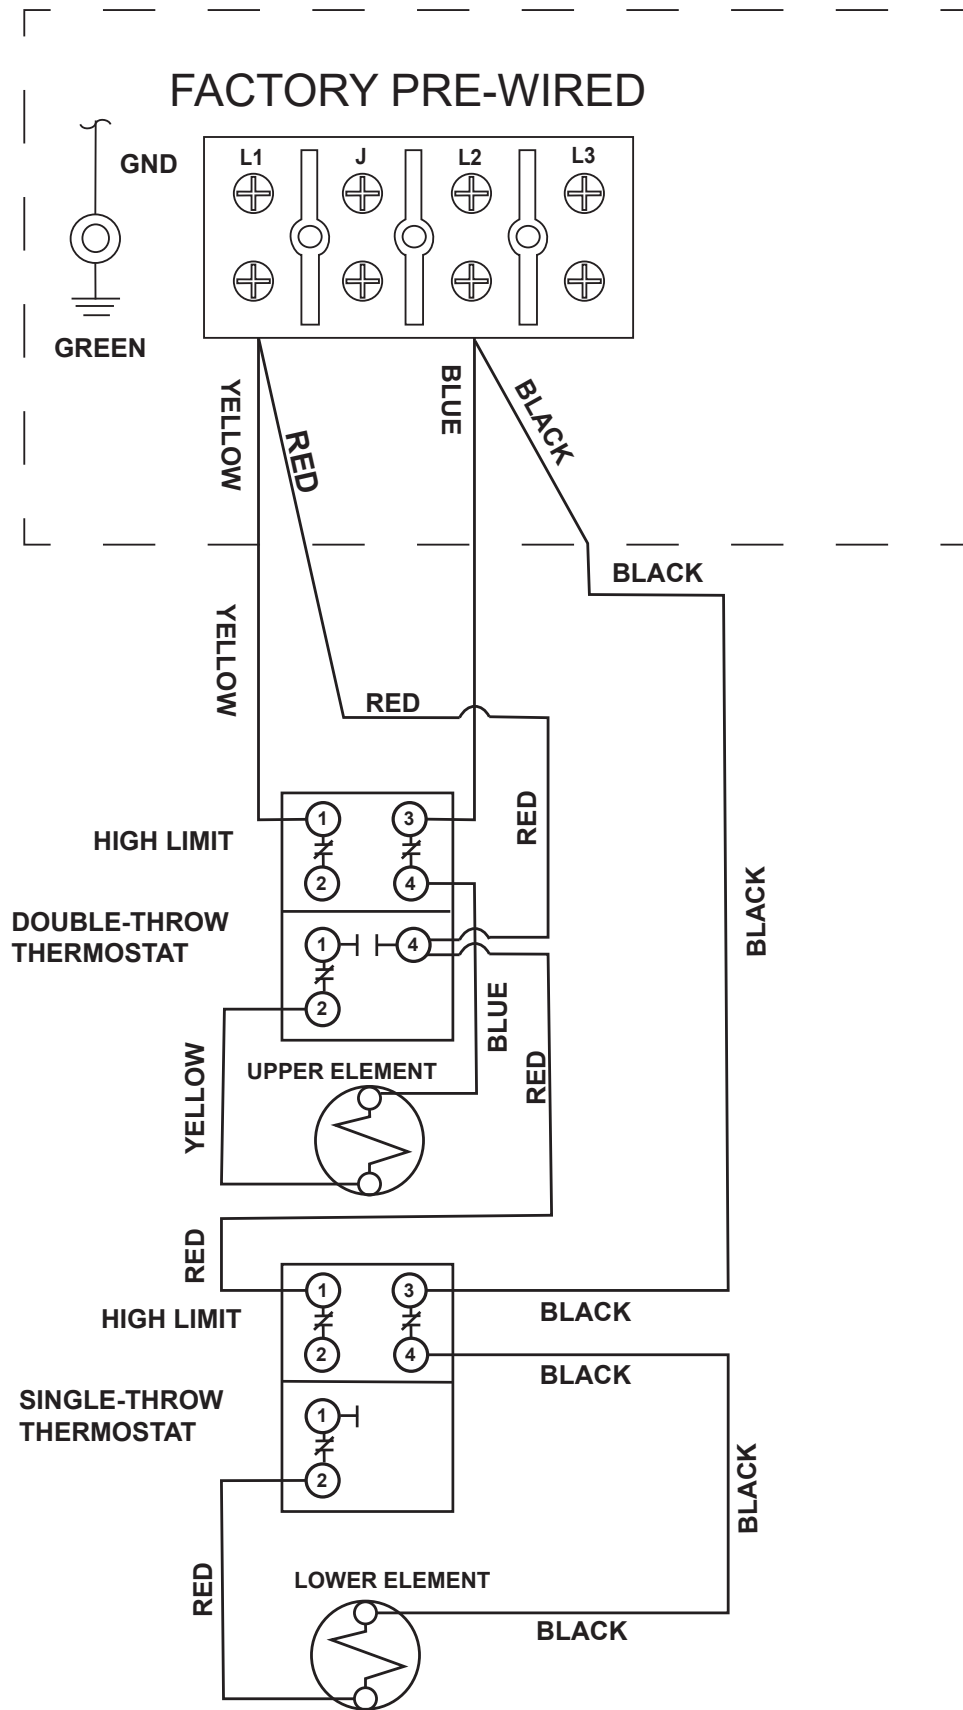 FACTORY PRE-WIRED
GND
L1
J
L2
L3
GREEN
YELLOW
RED
BLUE
BLACK
BLACK
YELLOW
RED
RED
BLACK
HIGH LIMIT
1
3
2
4
DOUBLE-THROW
THERMOSTAT
1
4
2
BLUE
RED
YELLOW
UPPER ELEMENT
RED
HIGH LIMIT
1
3
2
4
BLACK
BLACK
SINGLE-THROW
THERMOSTAT
1
2
BLACK
RED
LOWER ELEMENT
BLACK